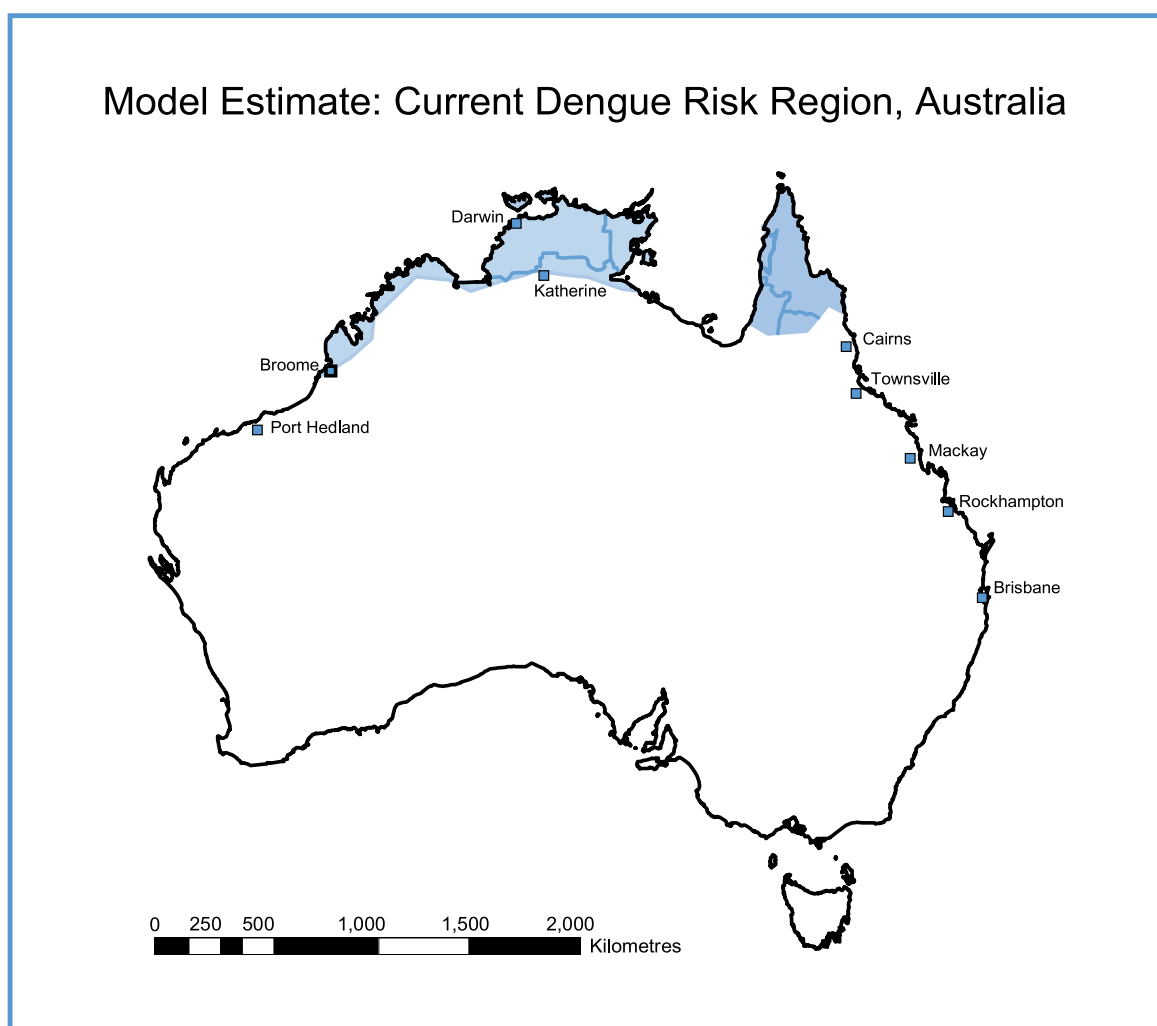 Model Estimate: Current Dengue Risk Region, Australia
Darwin
Katherine
Broome
Cairns
Townsville
Port Hedland
Mackay
Rockhampton
Brisbane
0 250 500 1,000 1,500 2,000
Kilometres